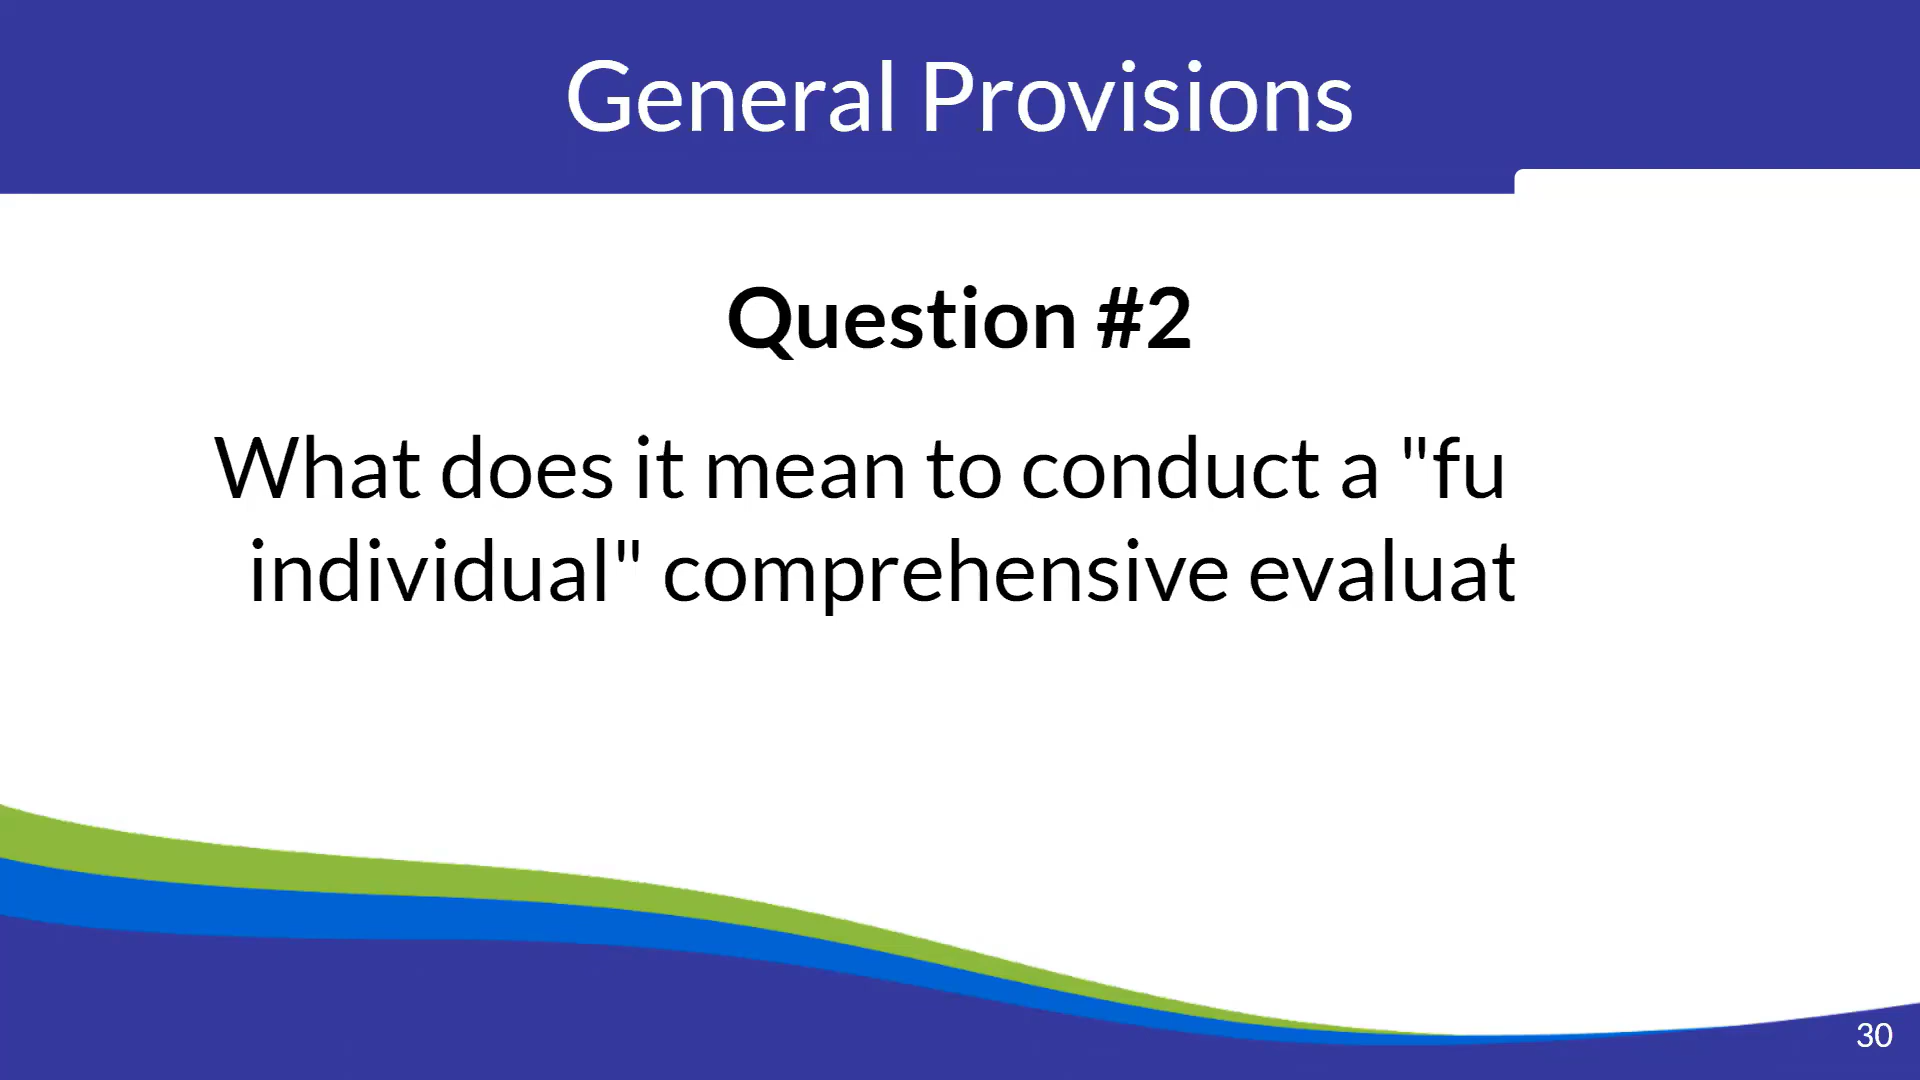 General Provisions
Question #2
What does it mean to conduct a "fu
individual" comprehensive evaluat
30